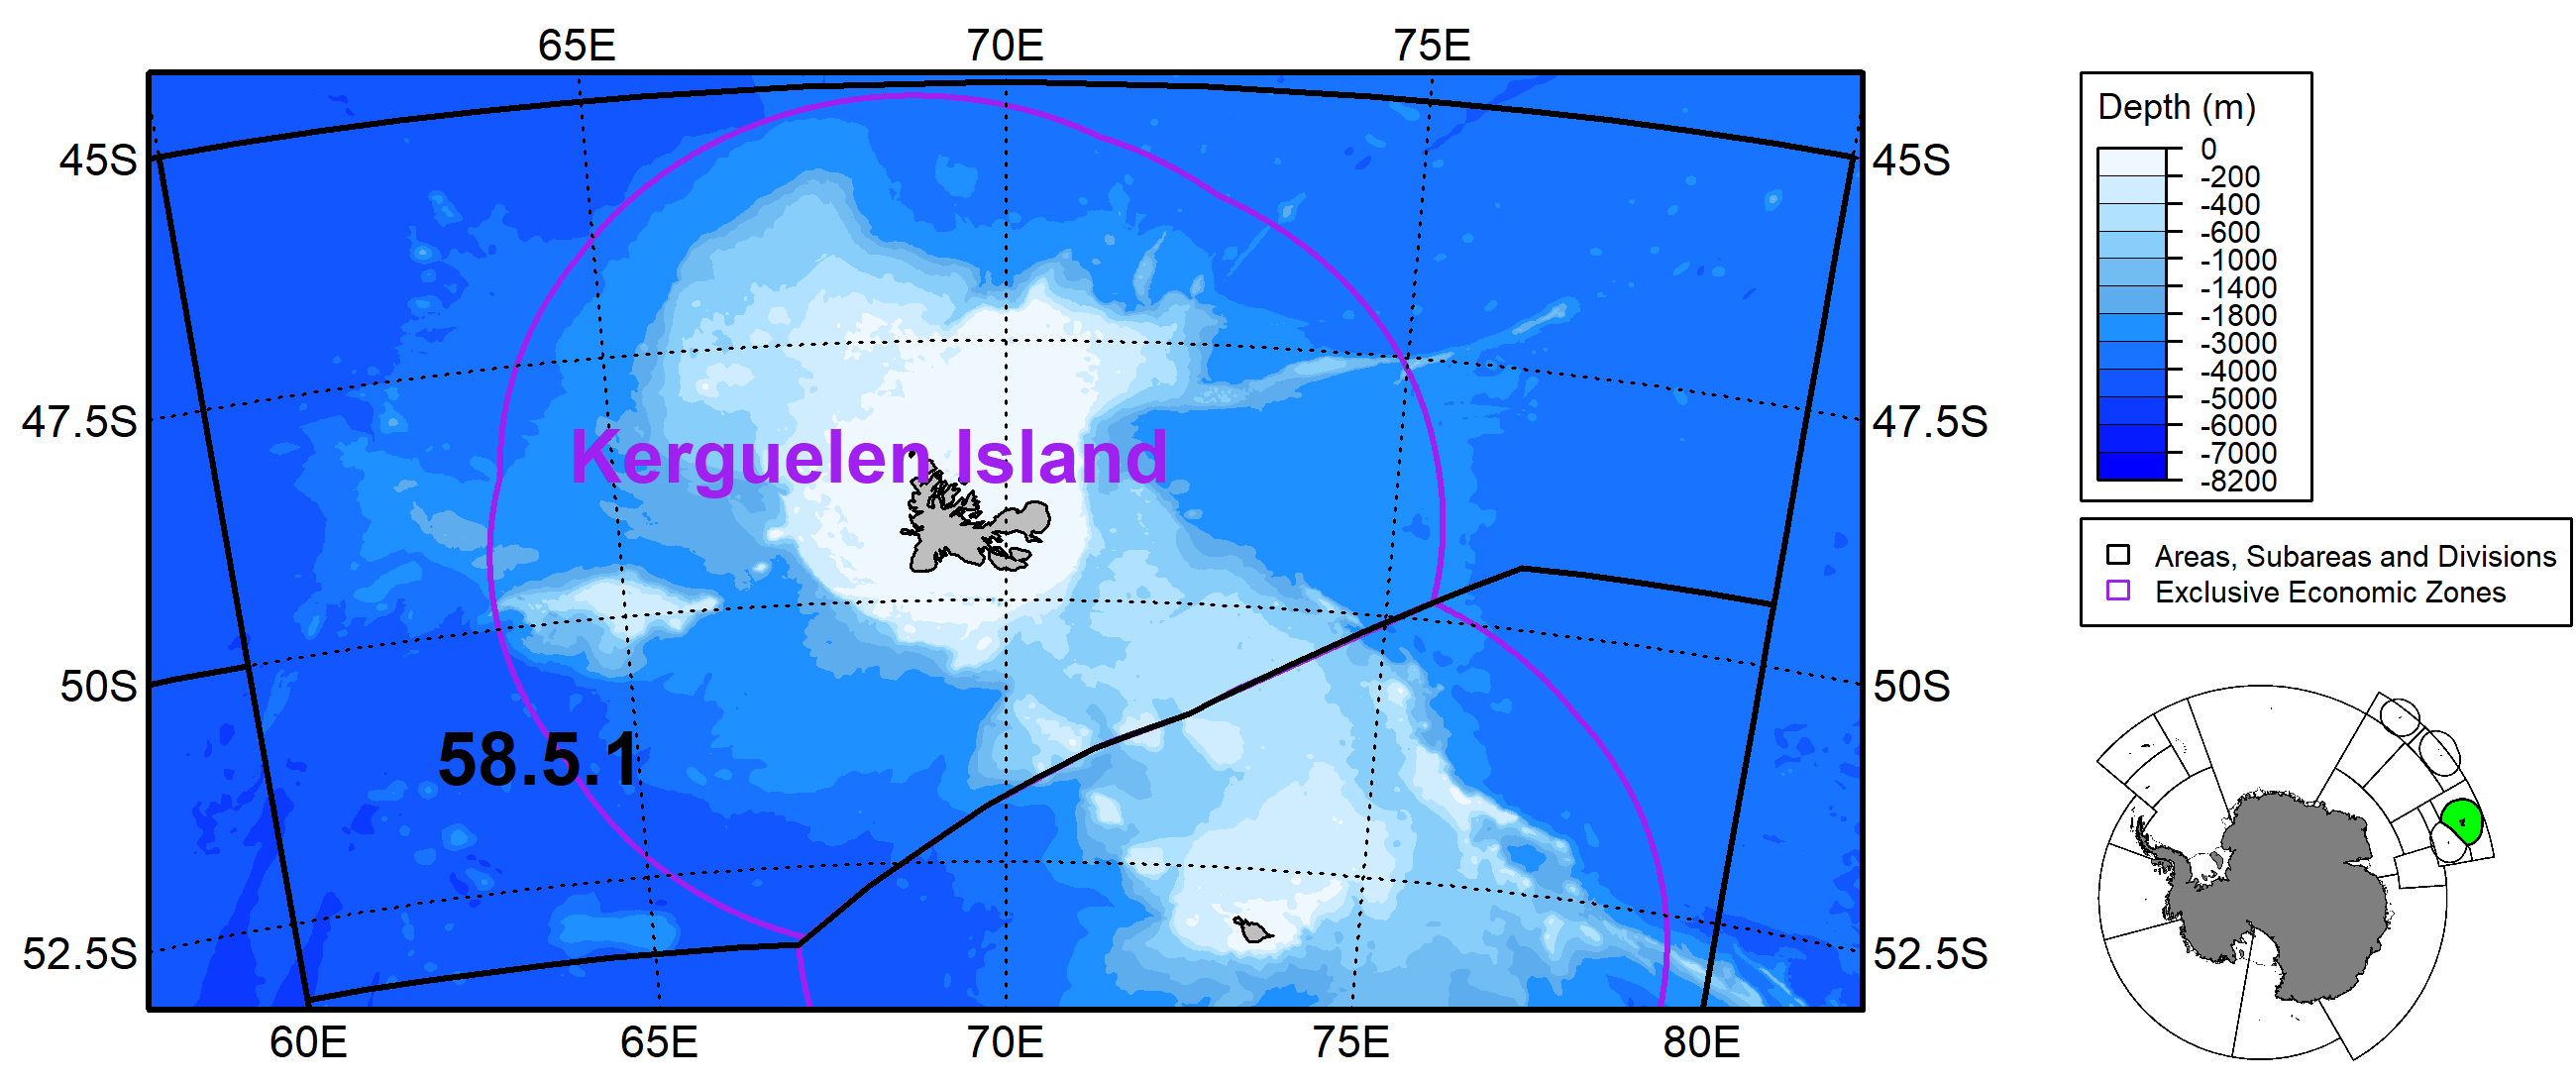 65E 70E 75E
45S 45S
47.5S 47.5S
Kerguelen Island
50S 50S
58.5.1
52.5S 52.5S
60E 65E 70E 75E 80E
Depth (m)
0
-200
-400
-600
-1000
-1400
-1800
-3000
-4000
-5000
-6000
-7000
-8200
Areas, Subareas and Divisions
Exclusive Economic Zones